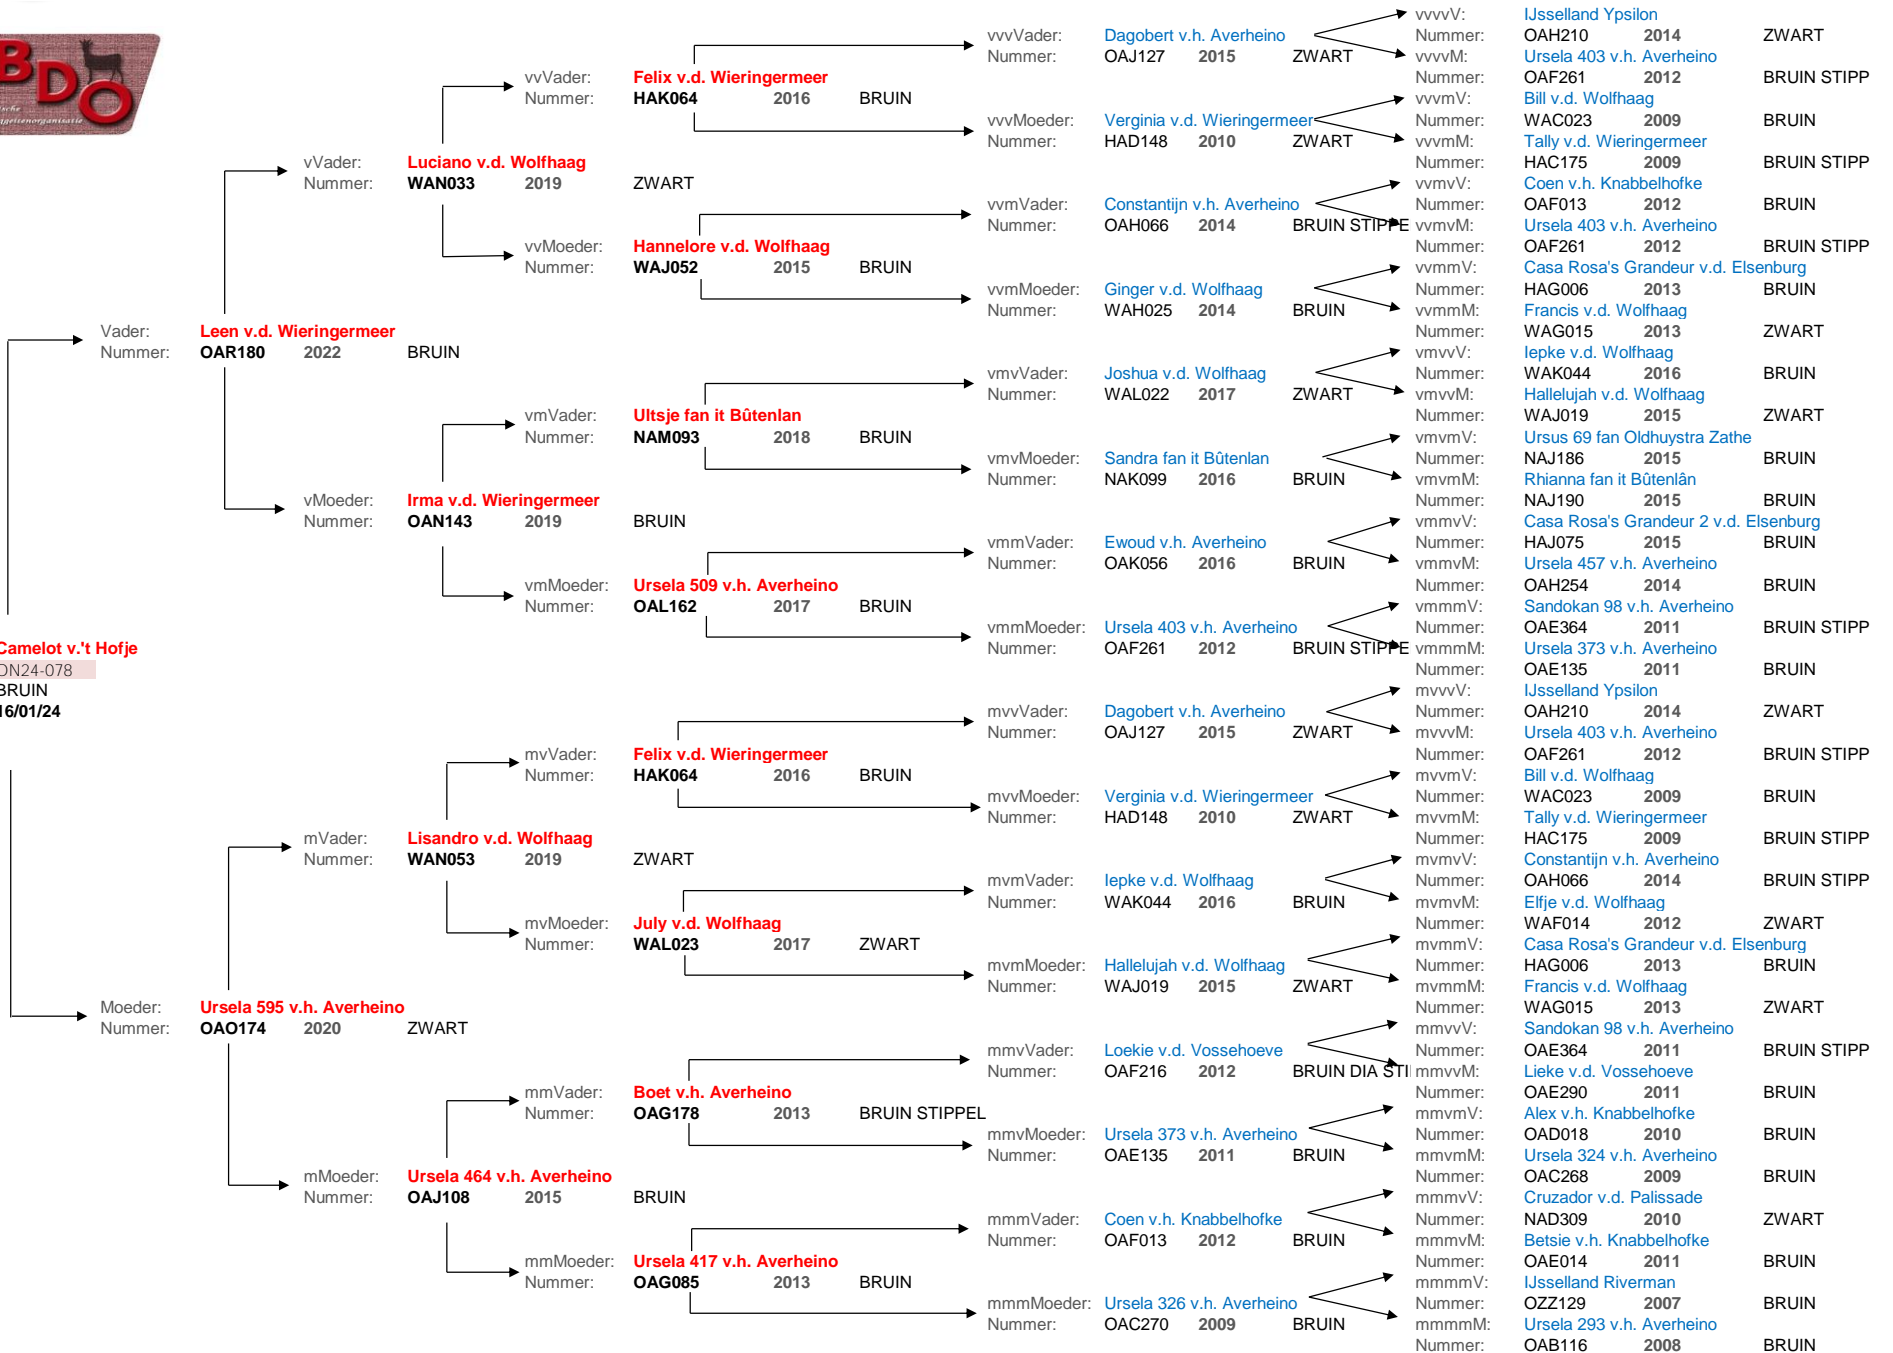 BDO
vvvVader: Dagobert v.h. Averheino
Nummer: OAJ127 2015 ZWART
vvvMoeder: Verginia v.d. Wieringermeer
Nummer: HAD148 2010 ZWART
vvmVader: Constantijn v.h. Averheino
Nummer: OAH066 2014 BRUIN STIPPE
vvmMoeder: Ginger v.d. Wolfhaag
Nummer: WAH025 2014 BRUIN
vmvVader: Joshua v.d. Wolfhaag
Nummer: WAL022 2017 ZWART
vmvMoeder: Sandra fan it Bûtenlan
Nummer: NAK099 2016 BRUIN
vmmVader: Ewoud v.h. Averheino
Nummer: OAK056 2016 BRUIN
vmmMoeder: Ursela 403 v.h. Averheino
Nummer: OAF261 2012 BRUIN STIPPE
mvvVader: Dagobert v.h. Averheino
Nummer: OAJ127 2015 ZWART
mvvMoeder: Verginia v.d. Wieringermeer
Nummer: HAD148 2010 ZWART
mvmVader: Iepke v.d. Wolfhaag
Nummer: WAK044 2016 BRUIN
mvmMoeder: Hallelujah v.d. Wolfhaag
Nummer: WAJ019 2015 ZWART
mmvVader: Loekie v.d. Vossehoeve
Nummer: OAF216 2012 BRUIN DIA STI
mmvMoeder: Ursela 373 v.h. Averheino
Nummer: OAE135 2011 BRUIN
mmmVader: Coen v.h. Knabbelhofke
Nummer: OAF013 2012 BRUIN
mmmMoeder: Ursela 326 v.h. Averheino
Nummer: OAC270 2009 BRUIN
vvVader: Felix v.d. Wieringermeer
Nummer: HAK064 2016 BRUIN
vvMoeder: Hannelore v.d. Wolfhaag
Nummer: WAJ052 2015 BRUIN
vmVader: Ultsje fan it Bûtenlan
Nummer: NAM093 2018 BRUIN
vmMoeder: Ursela 509 v.h. Averheino
Nummer: OAL162 2017 BRUIN
mvVader: Felix v.d. Wieringermeer
Nummer: HAK064 2016 BRUIN
mvMoeder: July v.d. Wolfhaag
Nummer: WAL023 2017 ZWART
mmVader: Boet v.h. Averheino
Nummer: OAG178 2013 BRUIN STIPPEL
mmMoeder: Ursela 417 v.h. Averheino
Nummer: OAG085 2013 BRUIN
vVader: Luciano v.d. Wolfhaag
Nummer: WAN033 2019 ZWART
vMoeder: Irma v.d. Wieringermeer
Nummer: OAN143 2019 BRUIN
mVader: Lisandro v.d. Wolfhaag
Nummer: WAN053 2019 ZWART
mMoeder: Ursela 464 v.h. Averheino
Nummer: OAJ108 2015 BRUIN
Vader: Leen v.d. Wieringermeer
Nummer: OAR180 2022 BRUIN
Moeder: Ursela 595 v.h. Averheino
Nummer: OAO174 2020 ZWART
Camelot v.'t Hofje
ON24-078
BRUIN
16/01/24
vvvvV: IJsselland Ypsilon
Nummer: OAH210 2014 ZWART
vvvvM: Ursela 403 v.h. Averheino
Nummer: OAF261 2012 BRUIN STIPP
vvvmV: Bill v.d. Wolfhaag
Nummer: WAC023 2009 BRUIN
vvvmM: Tally v.d. Wieringermeer
Nummer: HAC175 2009 BRUIN STIPP
vvmvV: Coen v.h. Knabbelhofke
Nummer: OAF013 2012 BRUIN
vvmvM: Ursela 403 v.h. Averheino
Nummer: OAF261 2012 BRUIN STIPP
vvmmV: Casa Rosa's Grandeur v.d. Elsenburg
Nummer: HAG006 2013 BRUIN
vvmmM: Francis v.d. Wolfhaag
Nummer: WAG015 2013 ZWART
vmvvV: Iepke v.d. Wolfhaag
Nummer: WAK044 2016 BRUIN
vmvvM: Hallelujah v.d. Wolfhaag
Nummer: WAJ019 2015 ZWART
vmvmV: Ursus 69 fan Oldhuystra Zathe
Nummer: NAJ186 2015 BRUIN
vmvmM: Rhianna fan it Bûtenlân
Nummer: NAJ190 2015 BRUIN
vmmvV: Casa Rosa's Grandeur 2 v.d. Elsenburg
Nummer: HAJ075 2015 BRUIN
vmmvM: Ursela 457 v.h. Averheino
Nummer: OAH254 2014 BRUIN
vmmmV: Sandokan 98 v.h. Averheino
Nummer: OAE364 2011 BRUIN STIPP
vmmmM: Ursela 373 v.h. Averheino
Nummer: OAE135 2011 BRUIN
mvvvV: IJsselland Ypsilon
Nummer: OAH210 2014 ZWART
mvvvM: Ursela 403 v.h. Averheino
Nummer: OAF261 2012 BRUIN STIPP
mvvmV: Bill v.d. Wolfhaag
Nummer: WAC023 2009 BRUIN
mvvmM: Tally v.d. Wieringermeer
Nummer: HAC175 2009 BRUIN STIPP
mvmvV: Constantijn v.h. Averheino
Nummer: OAH066 2014 BRUIN STIPP
mvmvM: Elfje v.d. Wolfhaag
Nummer: WAF014 2012 ZWART
mvmmV: Casa Rosa's Grandeur v.d. Elsenburg
Nummer: HAG006 2013 BRUIN
mvmmM: Francis v.d. Wolfhaag
Nummer: WAG015 2013 ZWART
mmvvV: Sandokan 98 v.h. Averheino
Nummer: OAE364 2011 BRUIN STIPP
mmvvM: Lieke v.d. Vossehoeve
Nummer: OAE290 2011 BRUIN
mmvmV: Alex v.h. Knabbelhofke
Nummer: OAD018 2010 BRUIN
mmvmM: Ursela 324 v.h. Averheino
Nummer: OAC268 2009 BRUIN
mmmvV: Cruzador v.d. Palissade
Nummer: NAD309 2010 ZWART
mmmvM: Betsie v.h. Knabbelhofke
Nummer: OAE014 2011 BRUIN
mmmmV: IJsselland Riverman
Nummer: OZZ129 2007 BRUIN
mmmmM: Ursela 293 v.h. Averheino
Nummer: OAB116 2008 BRUIN